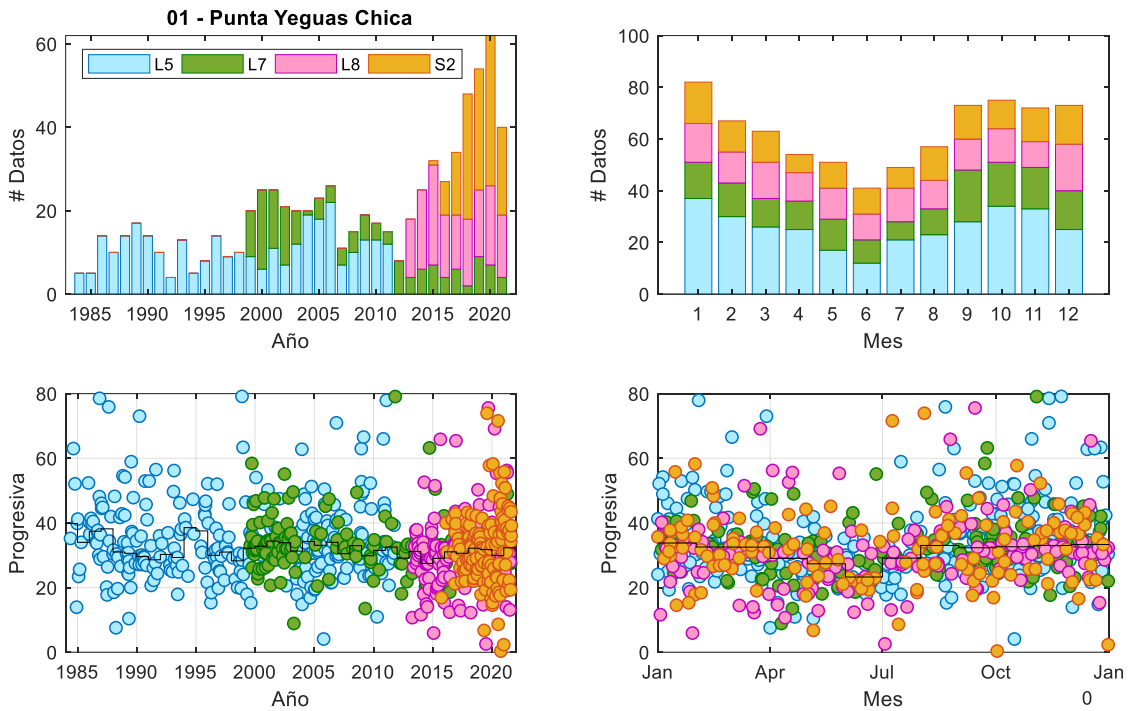 01 - Punta Yeguas Chica
L5 L7 L8 S2
# Datos
60
40
20
0
1985 1990 1995 2000 2005 2010 2015 2020
Año
# Datos
100
80
60
40
20
0
1 2 3 4 5 6 7 8 9 10 11 12
Mes
Progresiva
80
60
40
20
0
1985 1990 1995 2000 2005 2010 2015 2020
Año
Progresiva
80
60
40
20
0
Jan Apr Jul Oct Jan
Mes
0